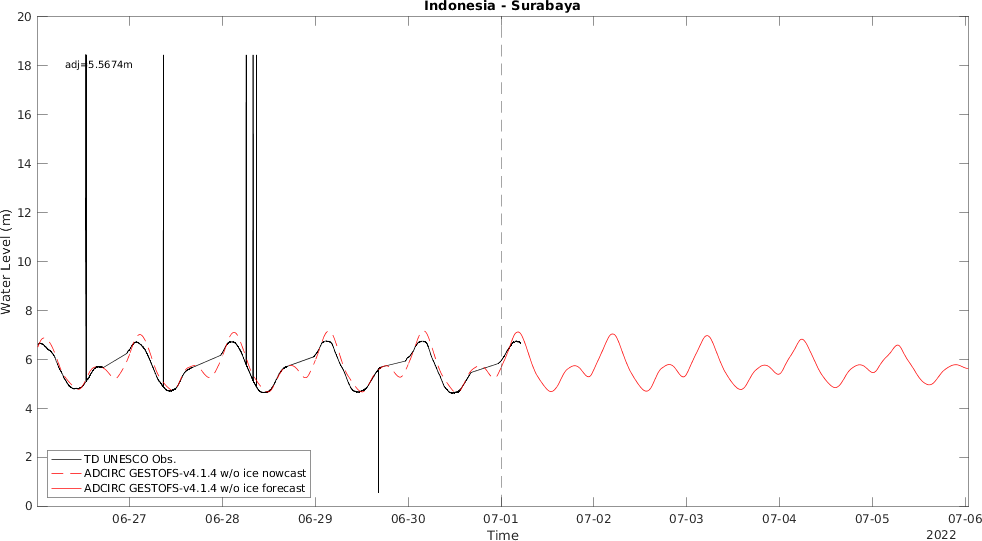 Indonesia - Surabaya
20
18
16
14
12
10
8
6
4
2
0
Water Level (m)
adj=5.5674m
TD UNESCO Obs.
ADCIRC GESTOFS-v4.1.4 w/o ice nowcast
ADCIRC GESTOFS-v4.1.4 w/o ice forecast
06-27 06-28 06-29 06-30 07-01 07-02 07-03 07-04 07-05 07-06
Time
2022